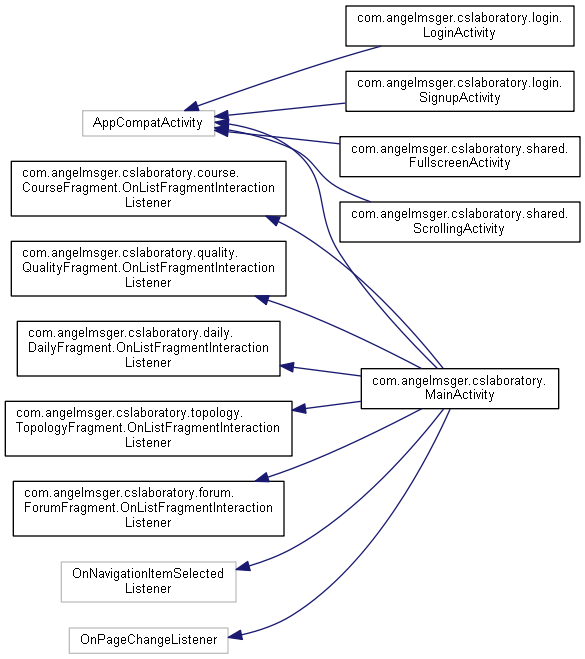 com.angelmsger.cslaboratory.login.
LoginActivity
com.angelmsger.cslaboratory.login.
SignupActivity
AppCompatActivity
com.angelmsger.cslaboratory.shared.
FullscreenActivity
com.angelmsger.cslaboratory.course.
CourseFragment.OnListFragmentInteraction
Listener
com.angelmsger.cslaboratory.shared.
ScrollingActivity
com.angelmsger.cslaboratory.quality.
QualityFragment.OnListFragmentInteraction
Listener
com.angelmsger.cslaboratory.daily.
DailyFragment.OnListFragmentInteraction
Listener
com.angelmsger.cslaboratory.
MainActivity
com.angelmsger.cslaboratory.topology.
TopologyFragment.OnListFragmentInteraction
Listener
com.angelmsger.cslaboratory.forum.
ForumFragment.OnListFragmentInteraction
Listener
OnNavigationItemSelected
Listener
OnPageChangeListener